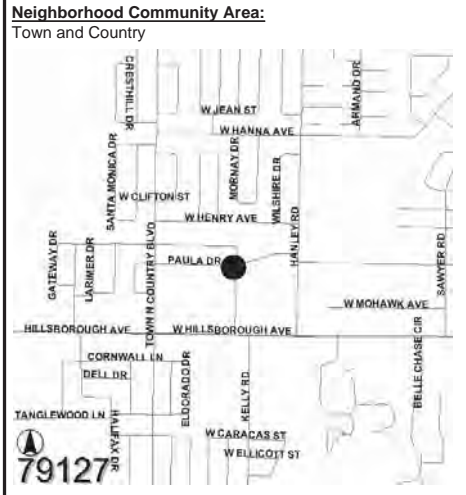 Neighborhood Community Area:
Town and Country
CRESTHILL DR
ARMAND DR
W JEAN ST
W HANNA AVE
SANTA MONICA DR
MORNAY DR
WILSHIRE DR
W CLIFTON ST
W HENRY AVE
HANLEY RD
GATEWAY DR
LARIMER DR
TOWN N COUNTRY BLVD
PAULA DR
SAWYER RD
W MOHAWK AVE
HILLSBOROUGH AVE
W HILLSBOROUGH AVE
CORNWALL LN
DELL DR
ELDORADO DR
KELLY RD
BELLE CHASE CIR
TANGLEWOOD LN
HALIFAX DR
W CARACAS ST
W ELLICOTT ST
79127